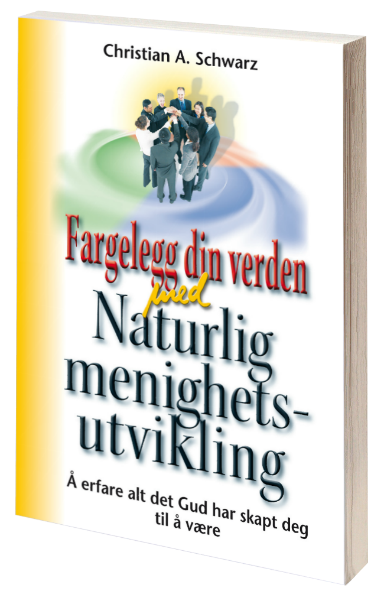 Christian A. Schwarz
Fargelegg din verden
med
Naturlig
menighets-
utvikling
Å erfare alt det Gud har skapt deg
til å være